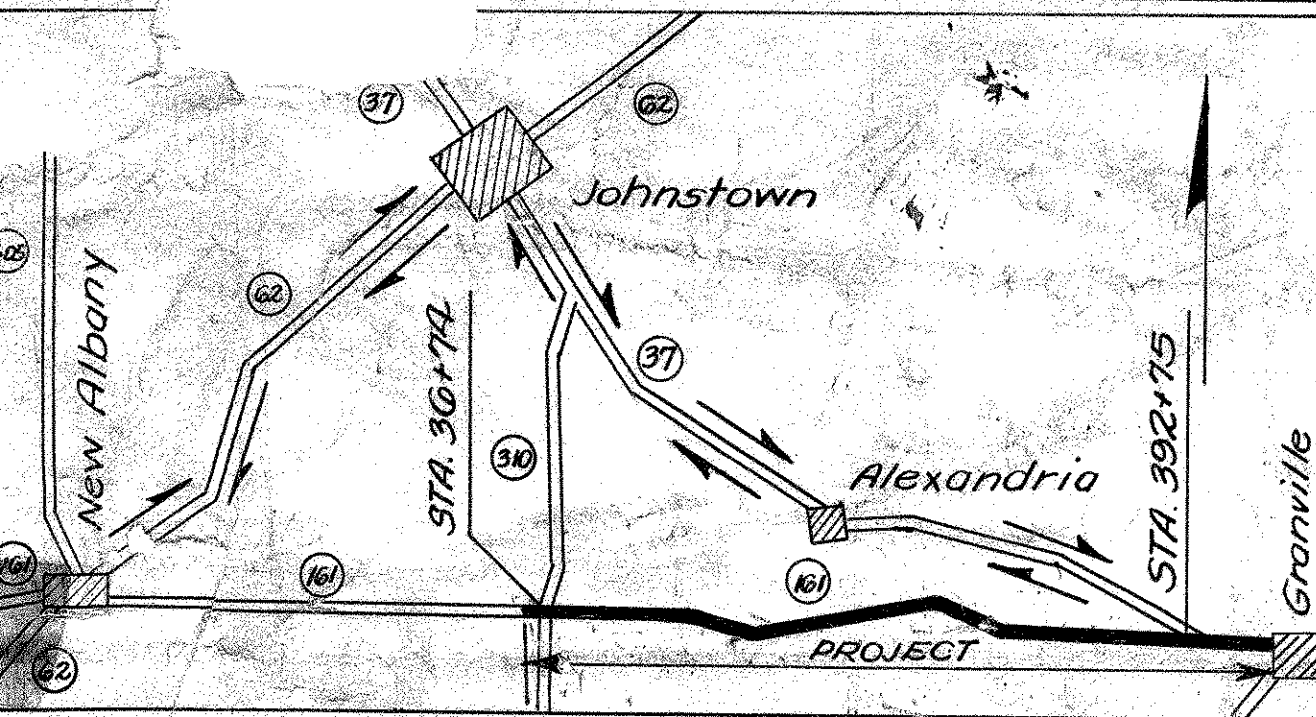 37
62
Johnstown
New Albany
62
STA. 36+74
37
310
Alexandria
STA. 392+75
Granville
161
161
161
PROJECT
62